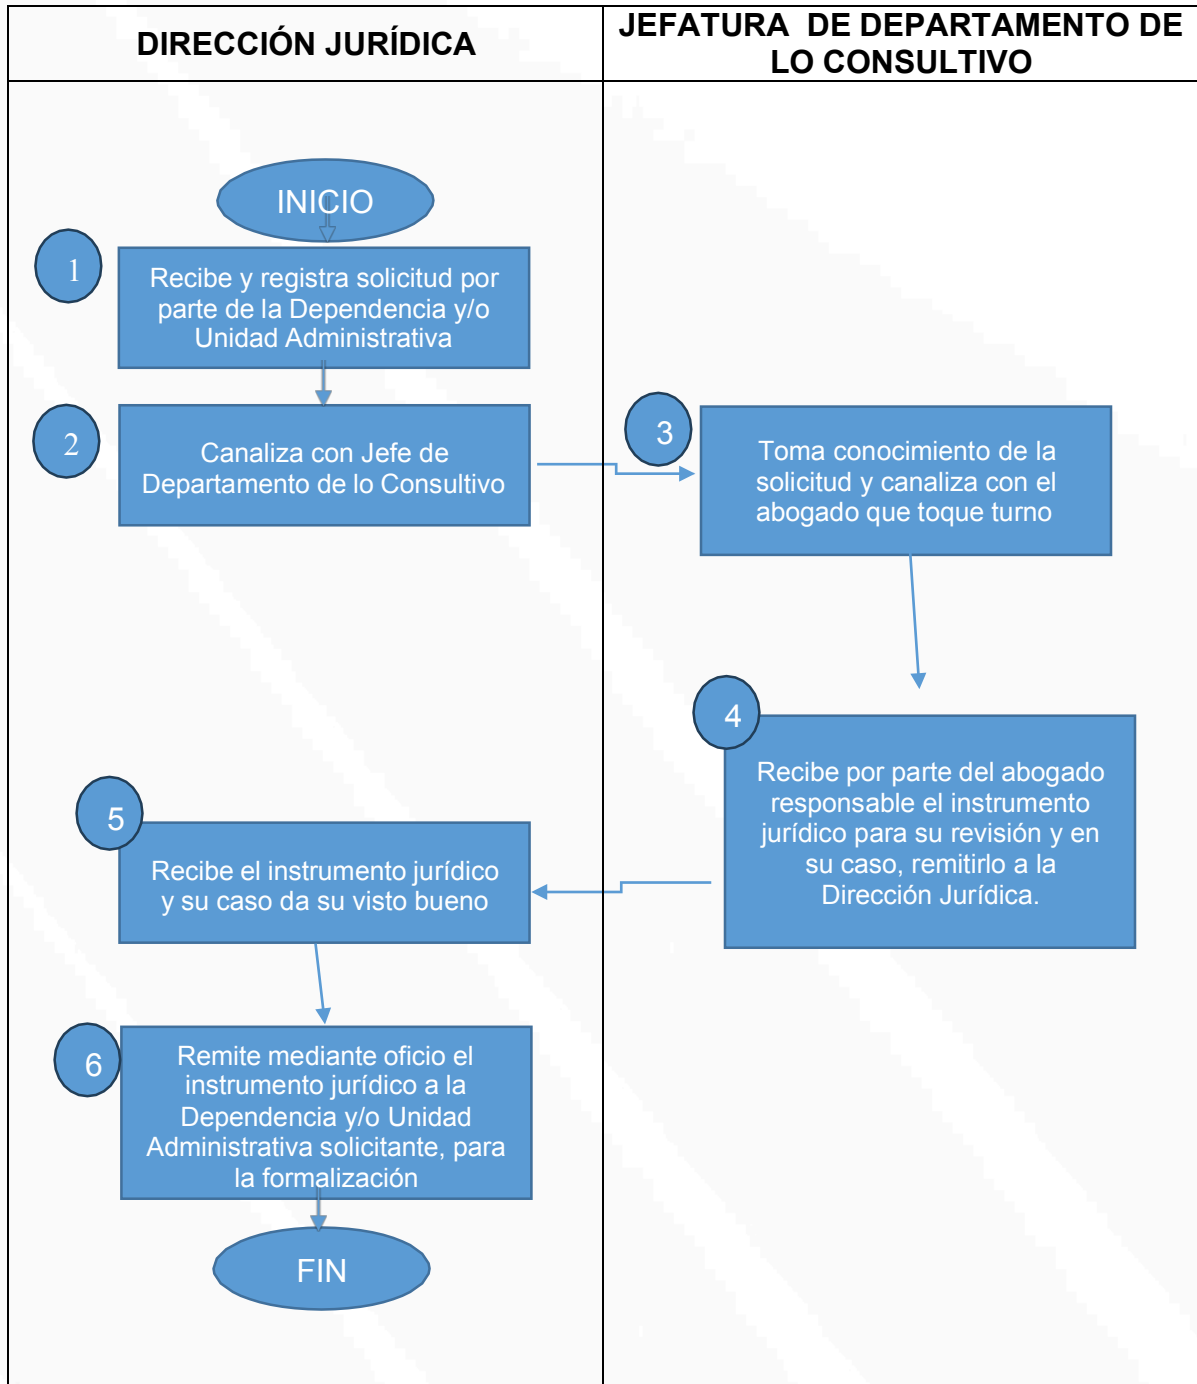 DIRECCIÓN JURÍDICA
JEFATURA DE DEPARTAMENTO DE
LO CONSULTIVO
INICIO
1
Recibe y registra solicitud por
parte de la Dependencia y/o
Unidad Administrativa
2
Canaliza con Jefe de
Departamento de lo Consultivo
3
Toma conocimiento de la
solicitud y canaliza con el
abogado que toque turno
4
Recibe por parte del abogado
responsable el instrumento
jurídico para su revisión y en
su caso, remitirlo a la
Dirección Jurídica.
5
Recibe el instrumento jurídico
y su caso da su visto bueno
6
Remite mediante oficio el
instrumento jurídico a la
Dependencia y/o Unidad
Administrativa solicitante, para
la formalización
FIN